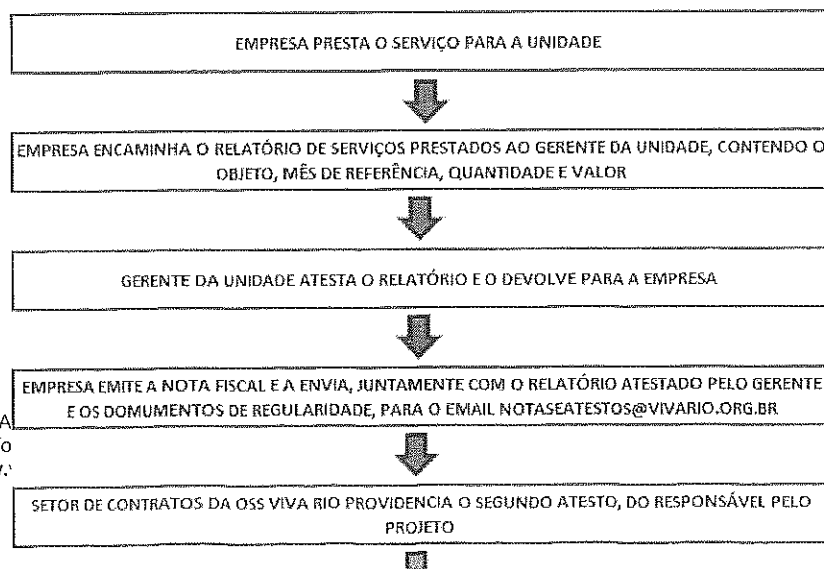 EMPRESA PRESTA O SERVIÇO PARA A UNIDADE
EMPRESA ENCAMINHA O RELATÓRIO DE SERVIÇOS PRESTADOS AO GERENTE DA UNIDADE, CONTENDO O
OBJETO, MÊS DE REFERÊNCIA, QUANTIDADE E VALOR
GERENTE DA UNIDADE ATESTA O RELATÓRIO E O DEVOLVE PARA A EMPRESA
EMPRESA EMITE A NOTA FISCAL E A ENVIA, JUNTAMENTE COM O RELATÓRIO ATESTADO PELO GERENTE
E OS DOMUMENTOS DE REGULARIDADE, PARA O EMAIL NOTASEATESTOS@VIVARIO.ORG.BR
SETOR DE CONTRATOS DA OSS VIVA RIO PROVIDENCIA O SEGUNDO ATESTO, DO RESPONSÁVEL PELO
PROJETO